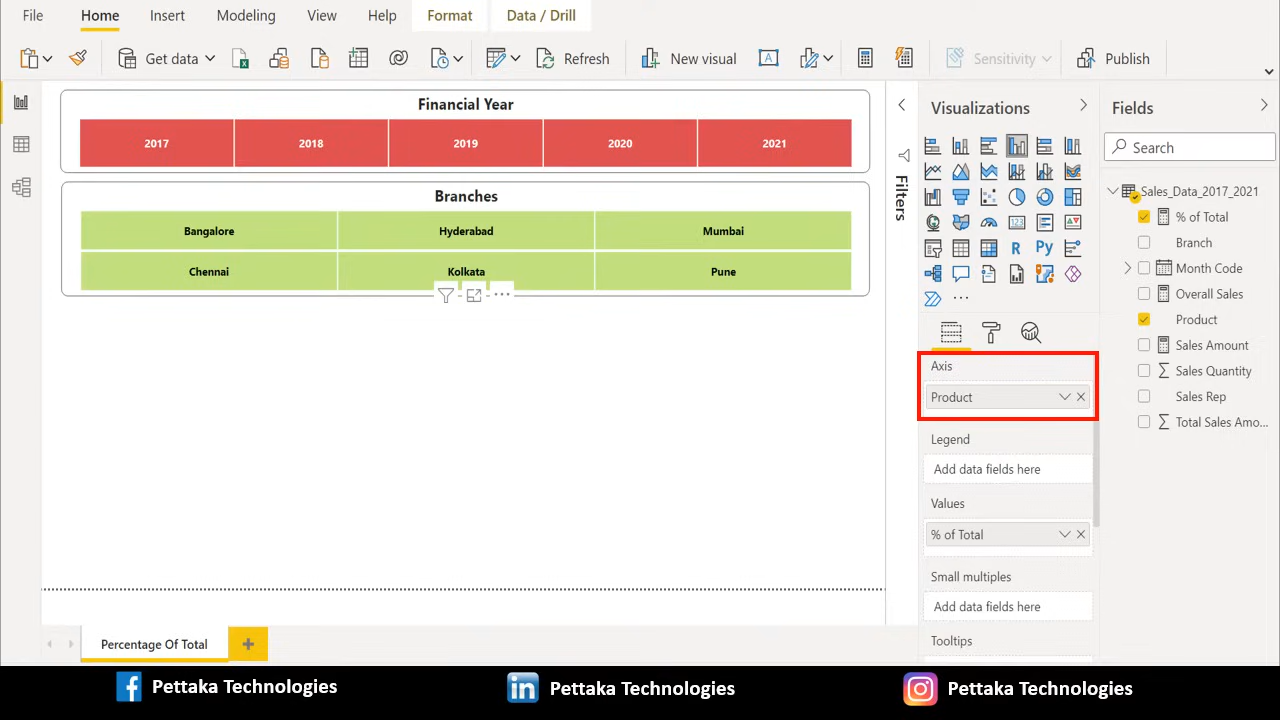 File Home Insert Modeling View Help Format Data / Drill
Get data Refresh New visual Sensitivity Publish
Financial Year
2017 2018 2019 2020 2021
Branches
Bangalore Hyderabad Mumbai
Chennai Kolkata Pune
Percentage Of Total
Filters
Visualizations
123
R Py
Axis
Product
Legend
Add data fields here
Values
% of Total
Small multiples
Add data fields here
Tooltips
Fields
Search
Sales_Data_2017_2021
% of Total
Branch
Month Code
Overall Sales
Product
Sales Amount
Sales Quantity
Sales Rep
Total Sales Amo...
Pettaka Technologies Pettaka Technologies Pettaka Technologies